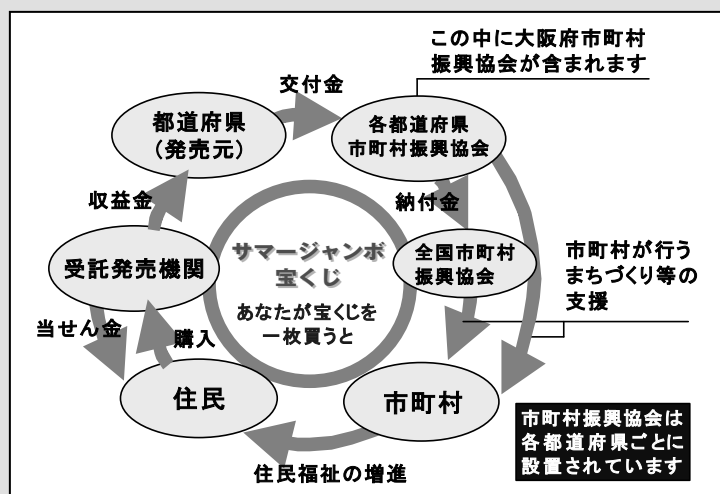 この中に大阪府市町村
振興協会が含まれます
交付金
都道府県
(発売元)
各都道府県
市町村振興協会
収益金
納付金
サマージャンボ
宝くじ
あなたが宝くじを
一枚買うと
受託発売機関
全国市町村
振興協会
市町村が行う
まちづくり等の
支援
当せん金
購入
住民
市町村
市町村振興協会は
各都道府県ごとに
設置されています
住民福祉の増進